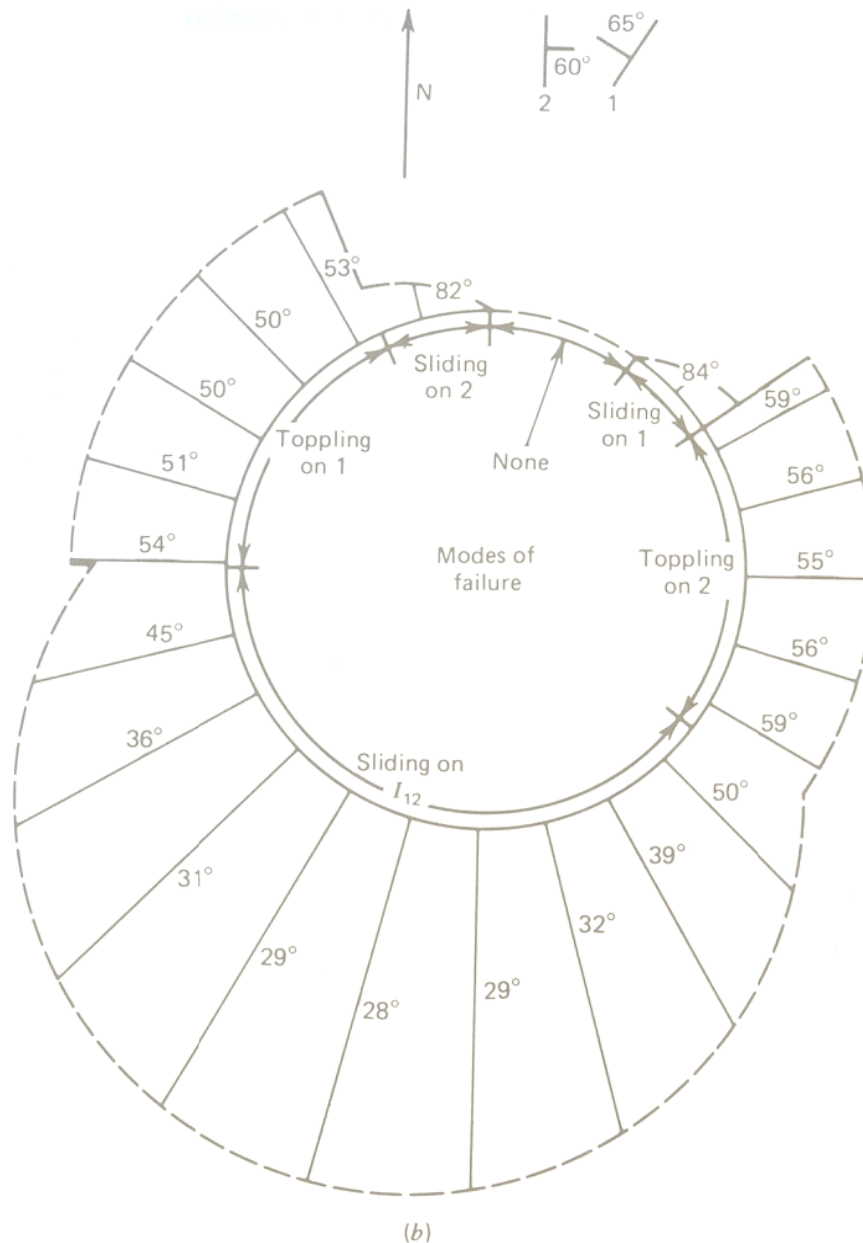 65°
60°
2
1
N
53°
82°
50°
Sliding
on 2
84°
59°
50°
Sliding
on 1
Toppling
on 1
None
56°
51°
54°
Modes of
failure
Toppling
on 2
55°
45°
56°
36°
59°
Sliding on
I₁₂
50°
31°
39°
29°
32°
28°
29°
(b)